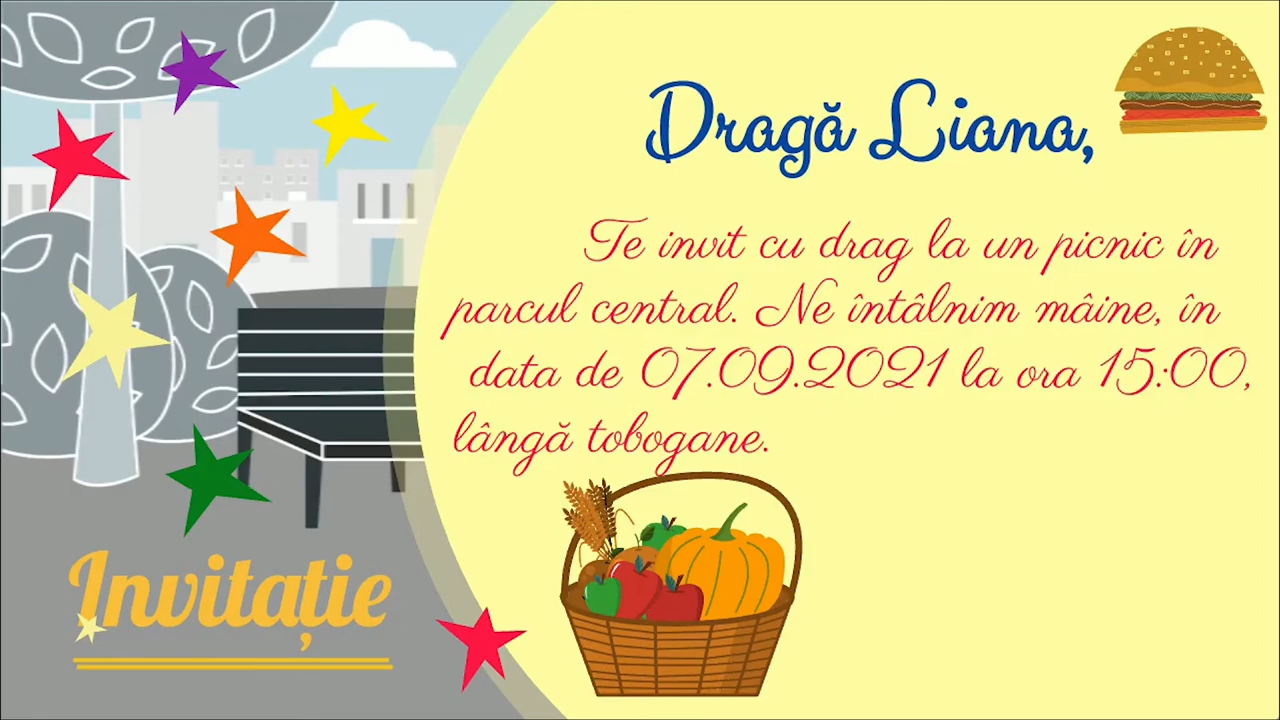 Dragă Liana,
Te invit cu drag la un picnic în
parcul central. Ne întâlnim mâine, în
data de 07.09.2021 la ora 15:00,
lângă tobogane.
Invitație